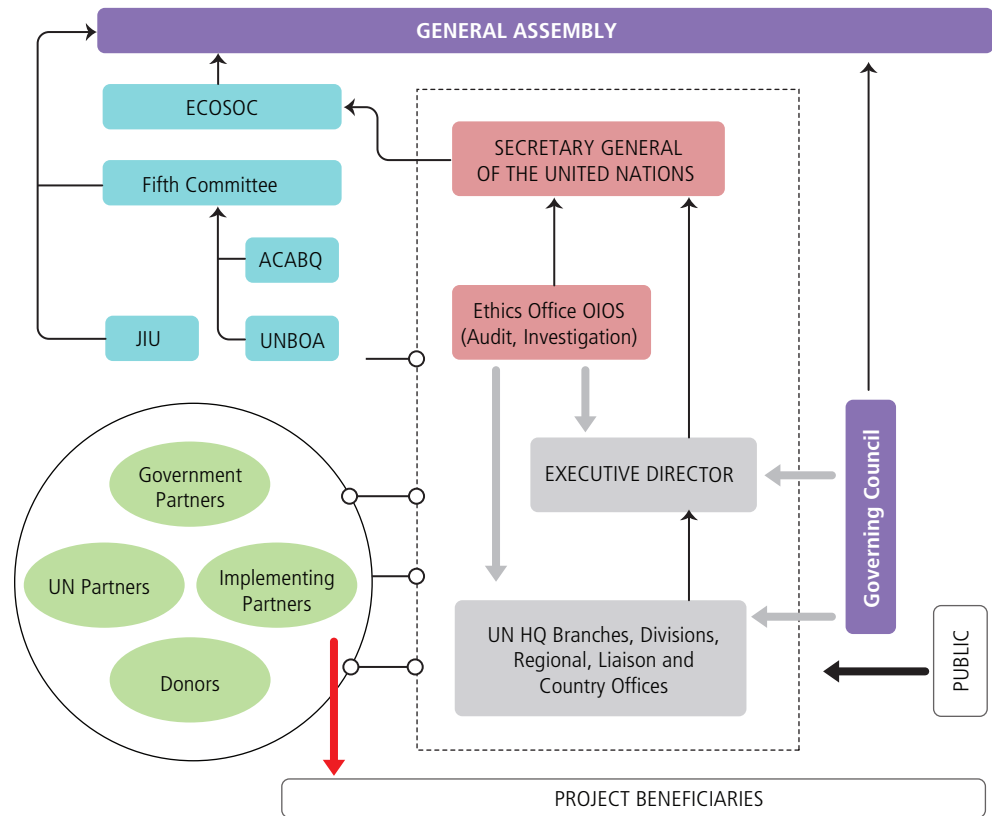 GENERAL ASSEMBLY
ECOSOC
SECRETARY GENERAL
OF THE UNITED NATIONS
Fifth Committee
ACABQ
JIU
UNBOA
Ethics Office OIOS
(Audit, Investigation)
Government
Partners
UN Partners
Implementing
Partners
Donors
EXECUTIVE DIRECTOR
UN HQ Branches, Divisions,
Regional, Liaison and
Country Offices
Governing Council
PUBLIC
PROJECT BENEFICIARIES